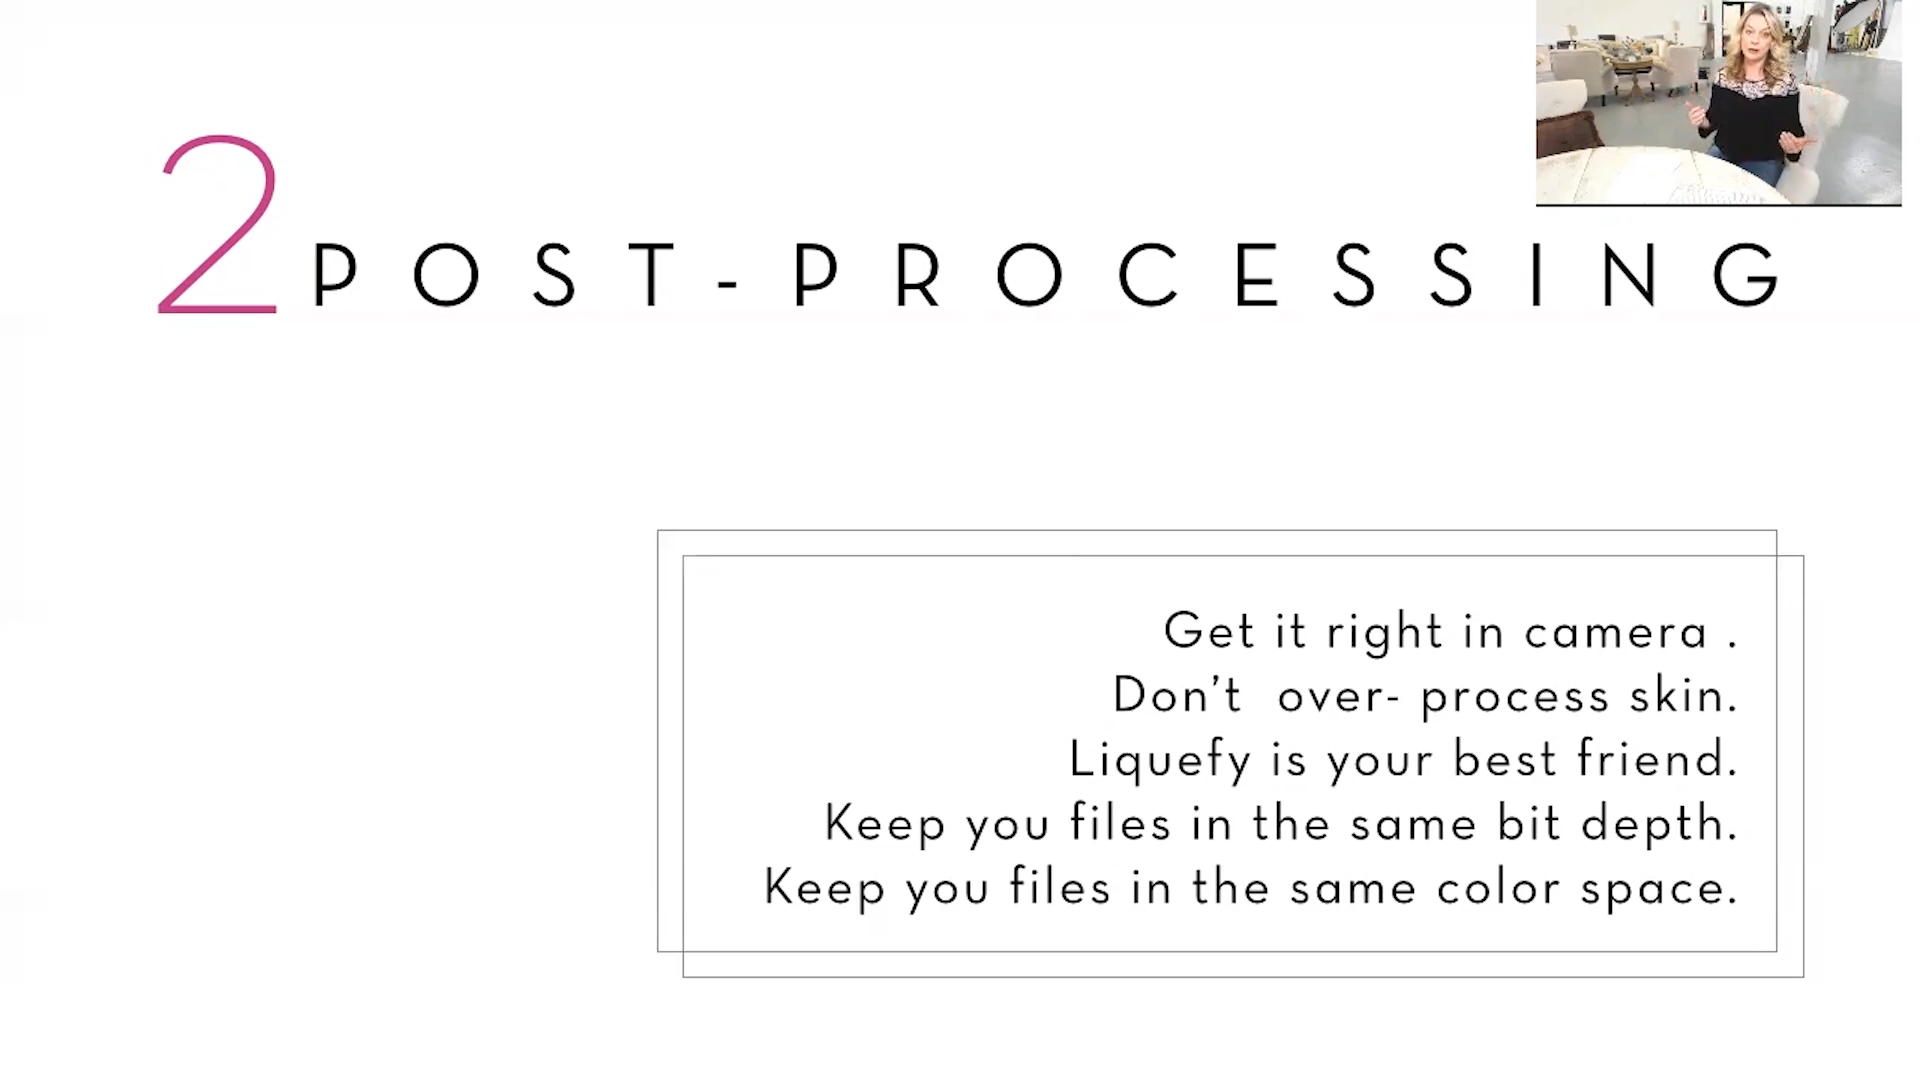 2 POST-PROCESSING
Get it right in camera .
Don’t  over- process skin.
Liquefy is your best friend.
Keep you files in the same bit depth.
Keep you files in the same color space.